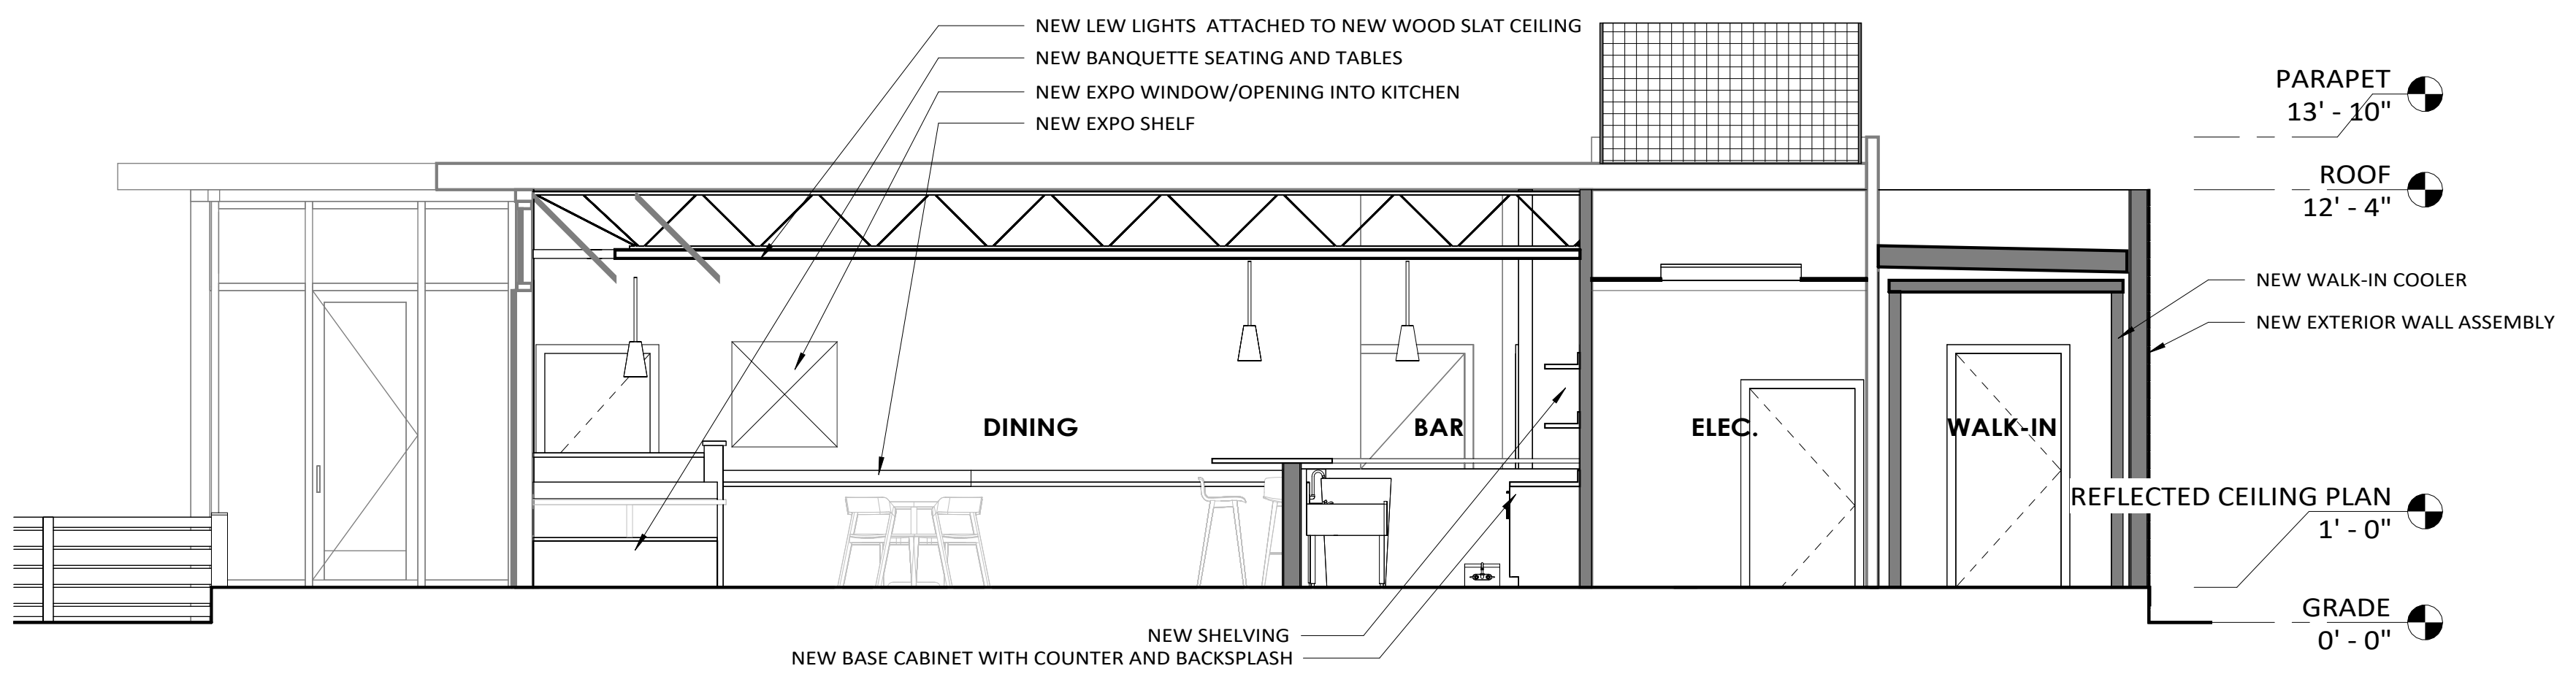 NEW LEW LIGHTS  ATTACHED TO NEW WOOD SLAT CEILING
NEW BANQUETTE SEATING AND TABLES
NEW EXPO WINDOW/OPENING INTO KITCHEN
NEW EXPO SHELF
PARAPET
13' - 10"
ROOF
12' - 4"
NEW WALK-IN COOLER
NEW EXTERIOR WALL ASSEMBLY
DINING
BAR
ELEC.
WALK-IN
REFLECTED CEILING PLAN
1' - 0"
GRADE
0' - 0"
NEW SHELVING
NEW BASE CABINET WITH COUNTER AND BACKSPLASH